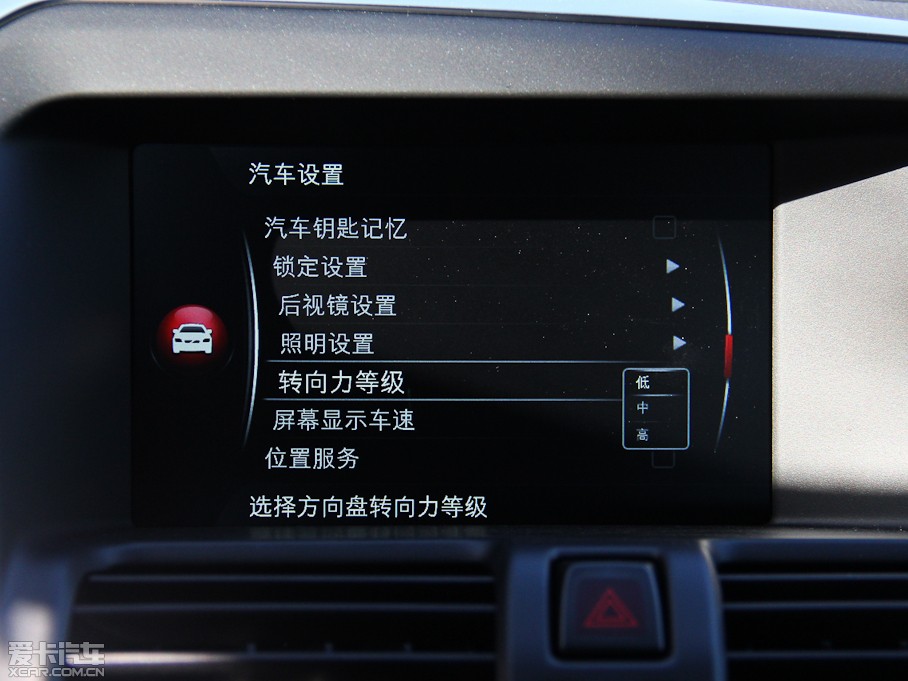 汽车设置
汽车钥匙记忆
锁定设置
后视镜设置
照明设置
转向力等级
低
中
高
屏幕显示车速
位置服务
选择方向盘转向力等级
爱卡汽车
XCAR.COM.CN